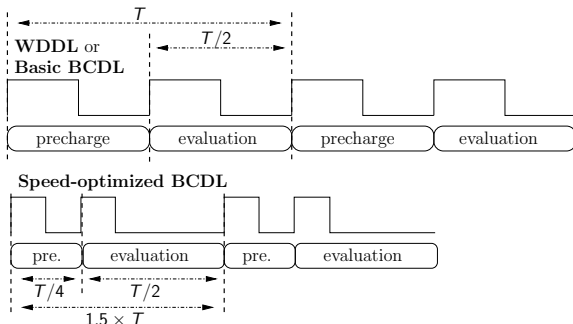 T
WDDL or
Basic BCDL
T/2
precharge evaluation precharge evaluation
Speed-optimized BCDL
pre. evaluation pre. evaluation
T/4 T/2
1.5 × T